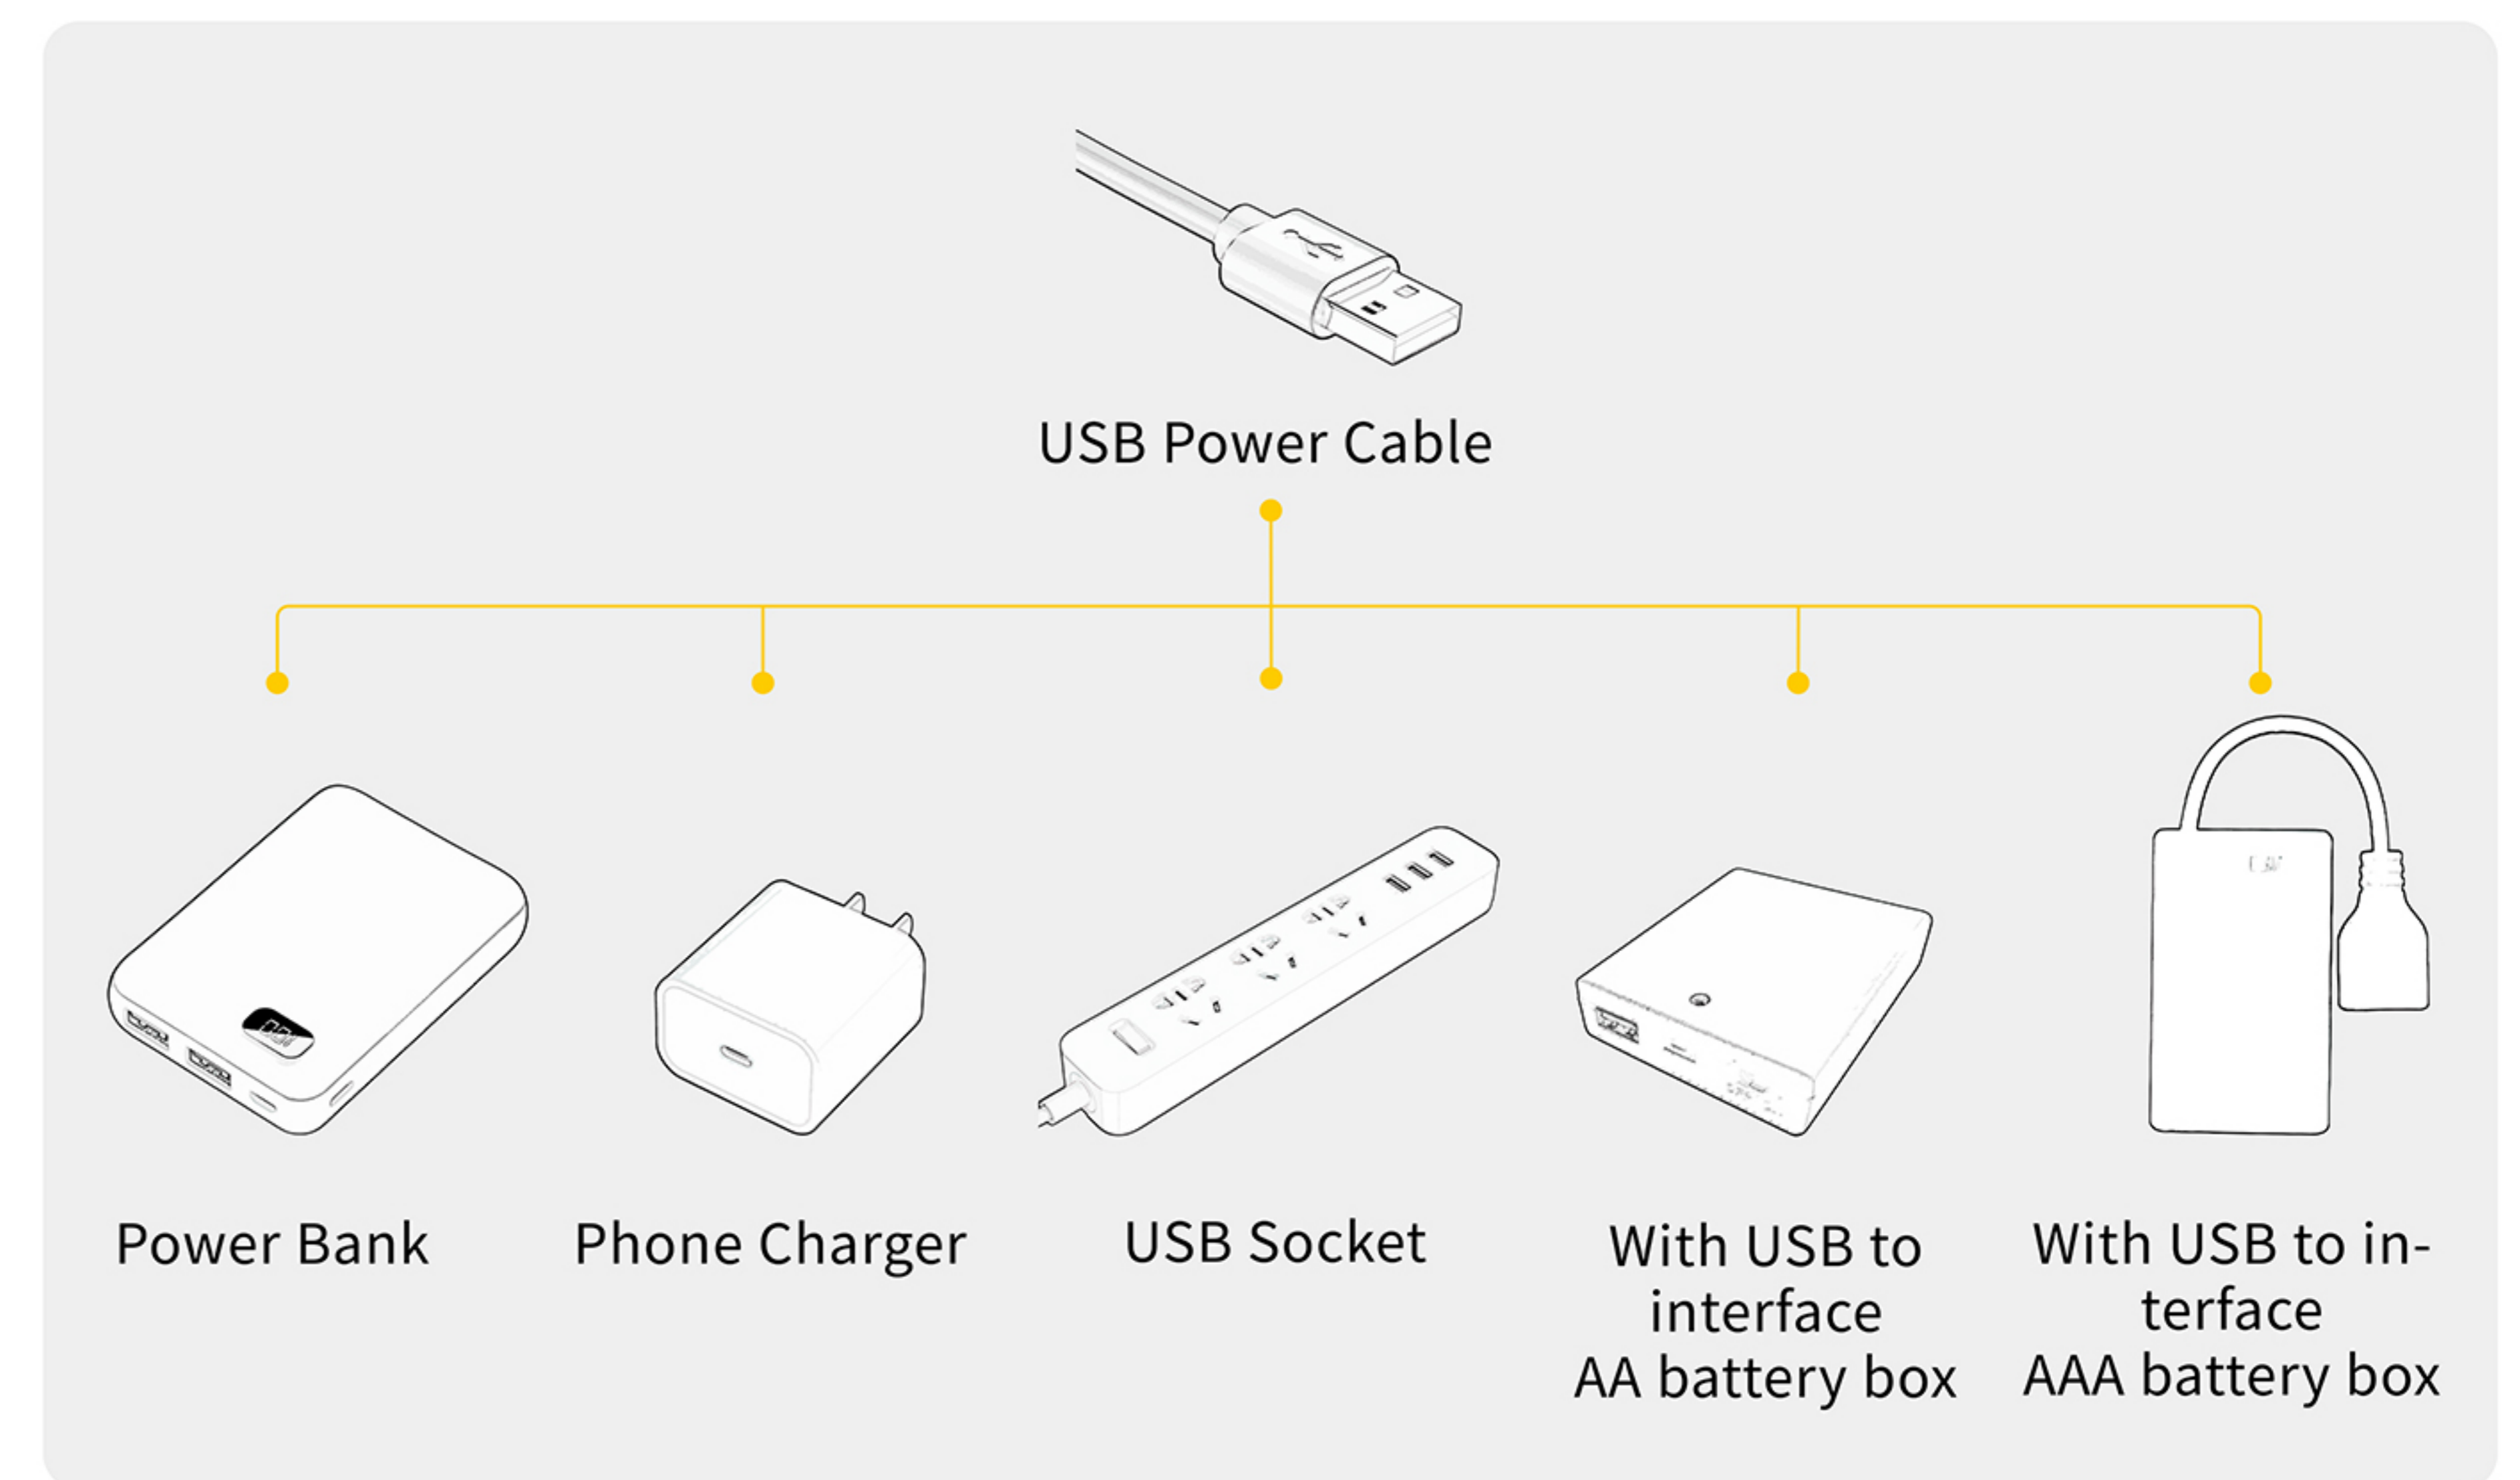 USB Power Cable
Power Bank
Phone Charger
USB Socket
With USB to
interface
AA battery box
With USB to in-
terface
AAA battery box